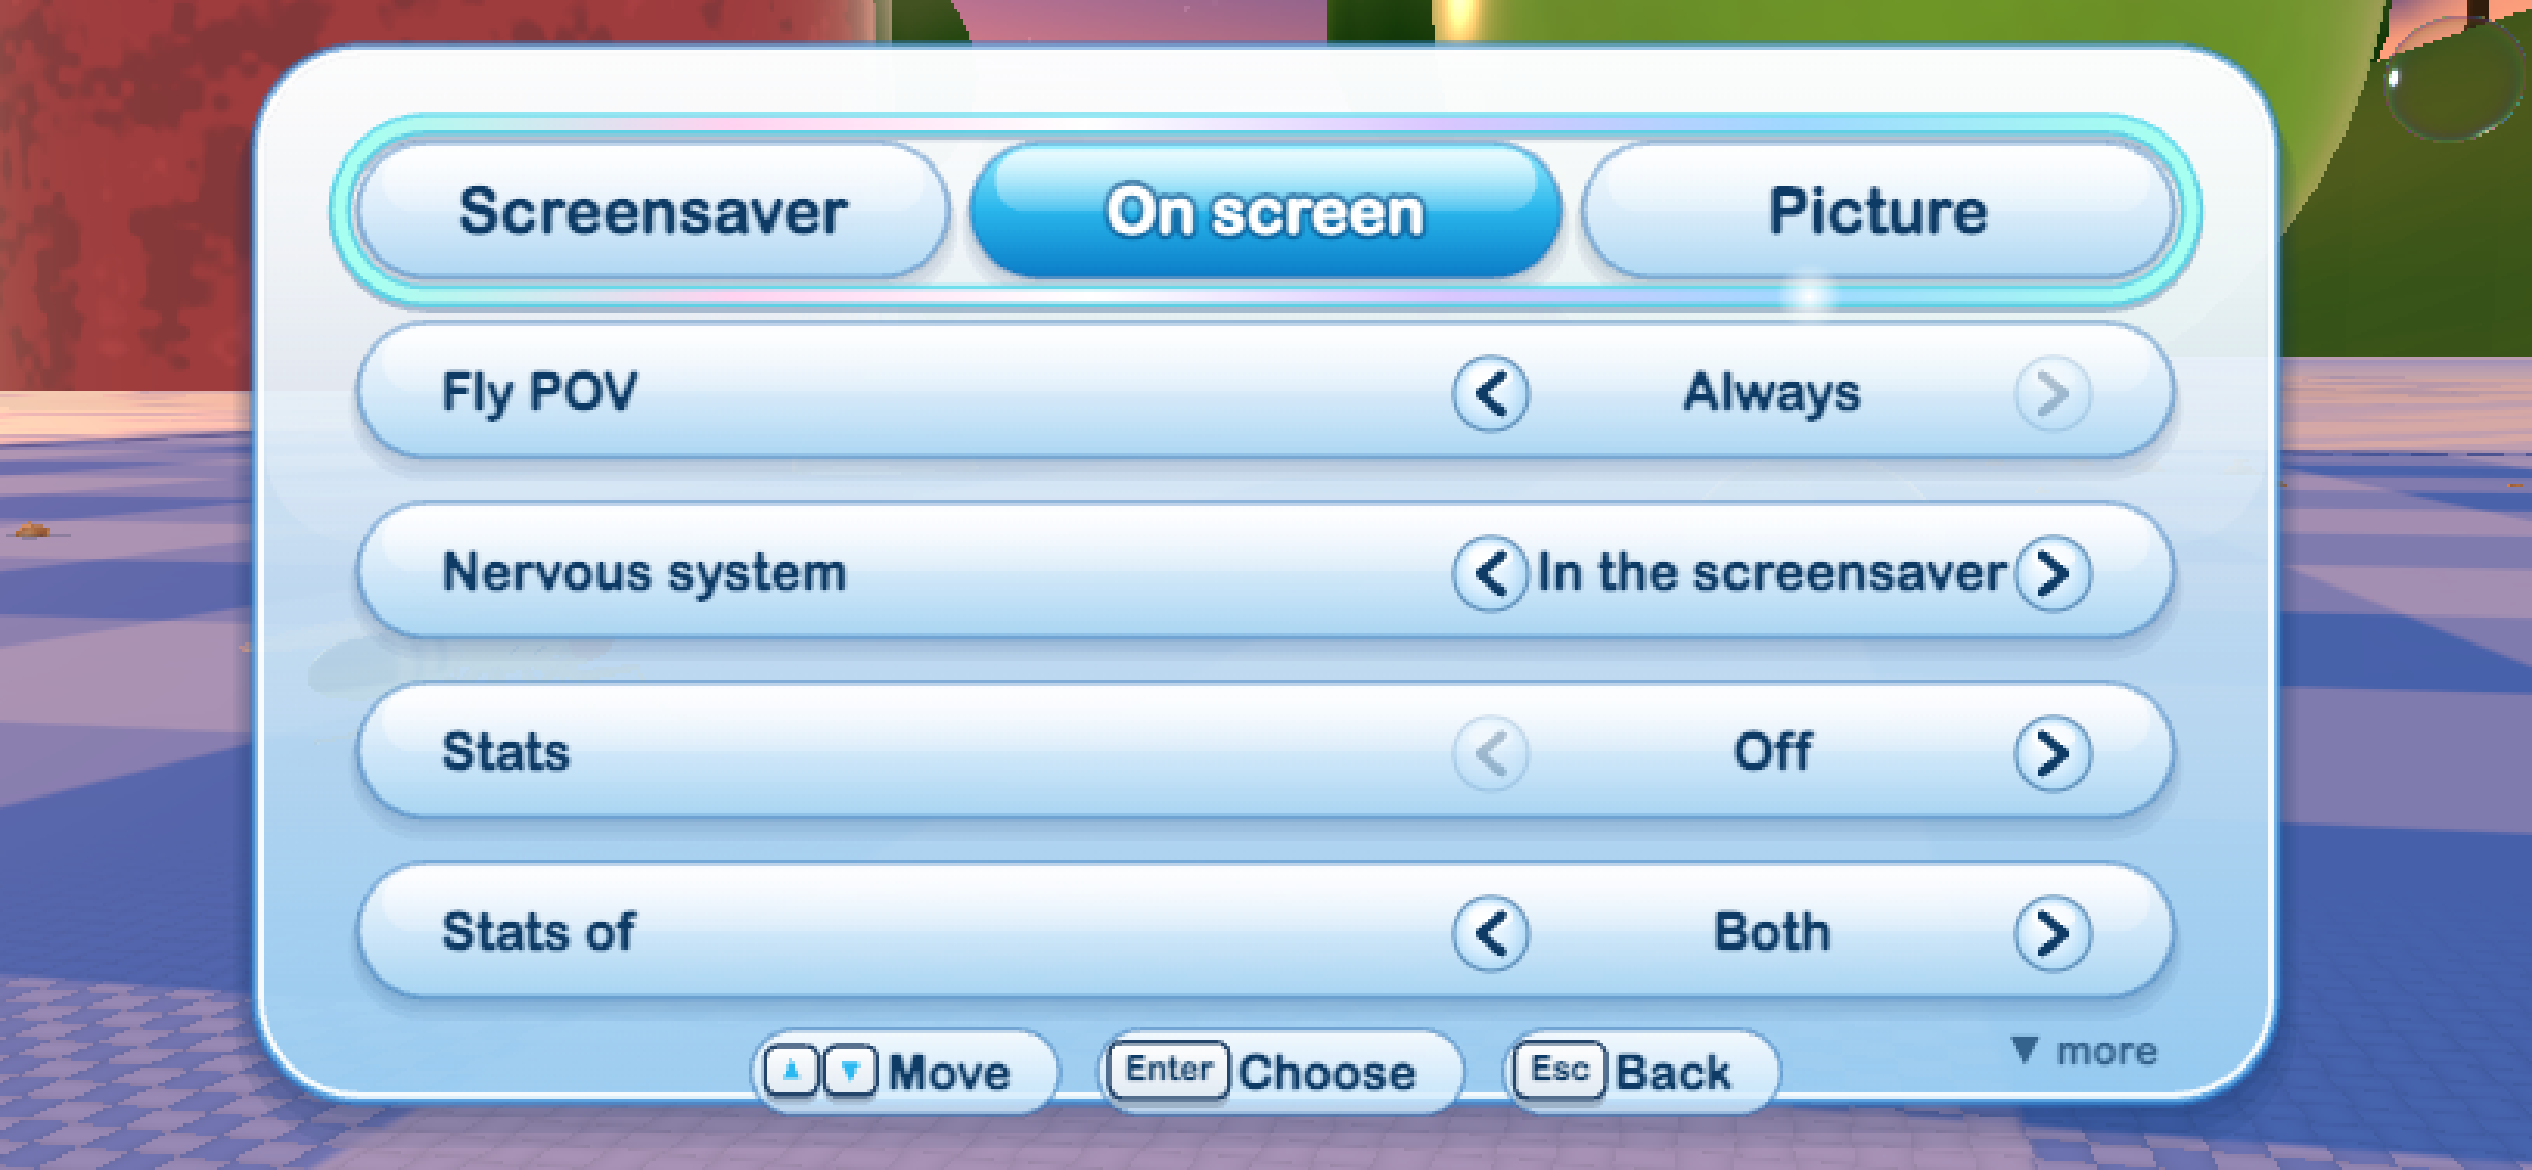 Screensaver On screen Picture
Fly POV < Always >
Nervous system < In the screensaver >
Stats < Off >
Stats of < Both >
▲ ▼ Move Enter Choose Esc Back ▼ more